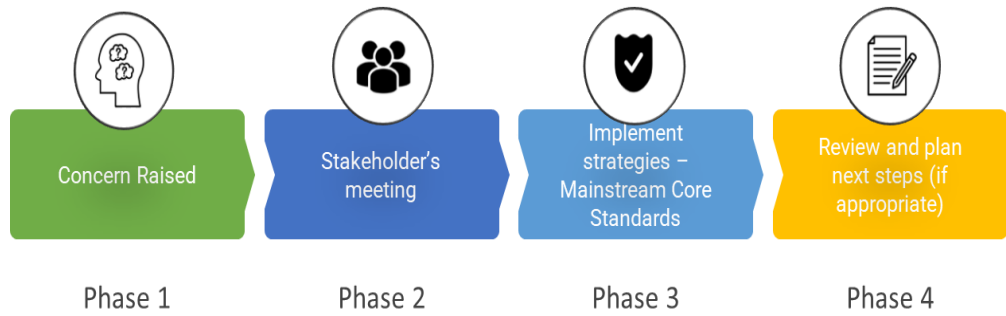 Concern Raised
Stakeholder's
meeting
Implement
strategies –
Mainstream Core
Standards
Review and plan
next steps (if
appropriate)
Phase 1
Phase 2
Phase 3
Phase 4